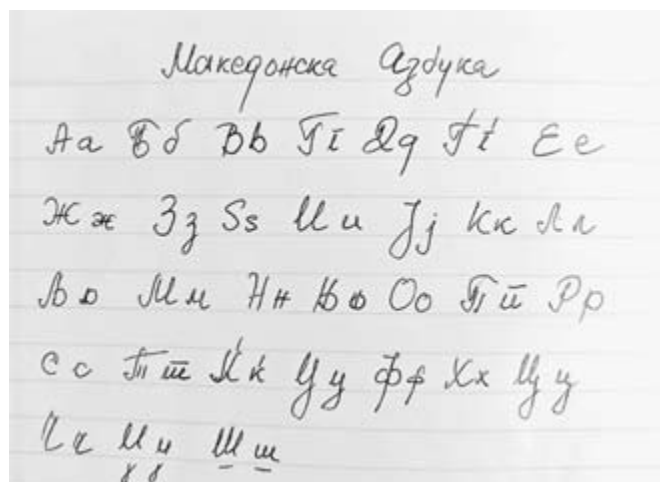 Македонска Азбука
Аа Бб Вв Гг Дд Ѓѓ Ее
Жж Зз Ѕѕ Ии Јј Кк Лл
Љљ Мм Нн Њњ Оо Пп Рр
Сс Тт Ќќ Уу Фф Хх Цц
Чч Џџ Шш